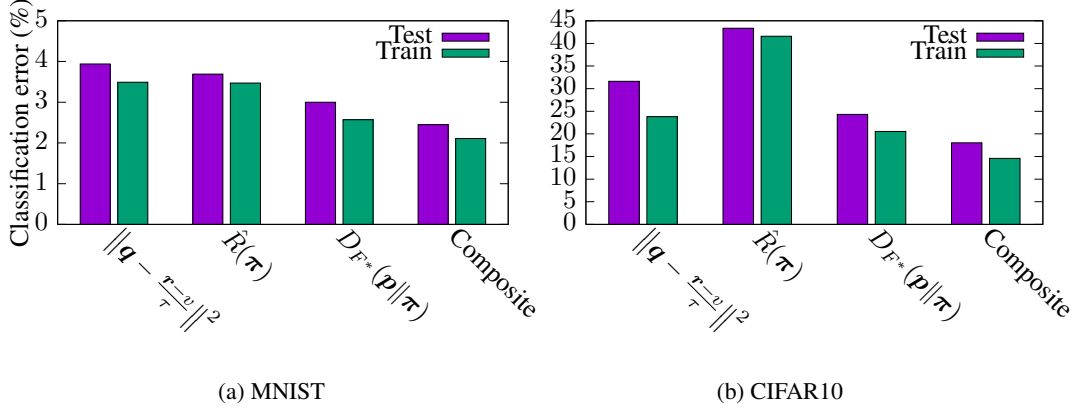 Classification error (%)
5
4
3
2
1
0
Test
Train
||q − (r−v)/τ||²
R̂(π)
D_{F*}(p||π)
Composite
(a) MNIST
45
40
35
30
25
20
15
10
5
0
Test
Train
||q − (r−v)/τ||²
R̂(π)
D_{F*}(p||π)
Composite
(b) CIFAR10